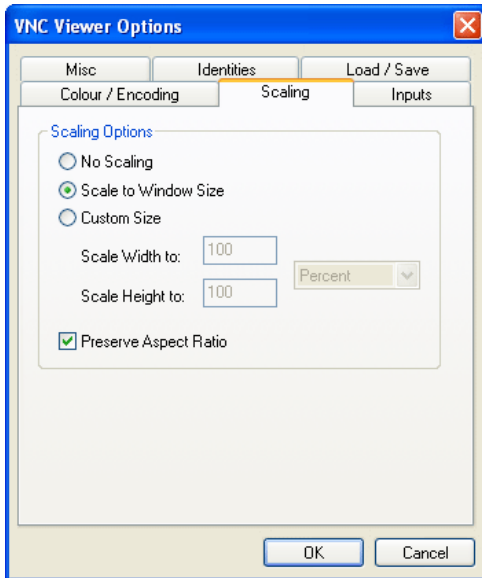 VNC Viewer Options
Misc Identities Load / Save
Colour / Encoding Scaling Inputs
Scaling Options
No Scaling
Scale to Window Size
Custom Size
Scale Width to: 100
Percent
Scale Height to: 100
Preserve Aspect Ratio
OK Cancel